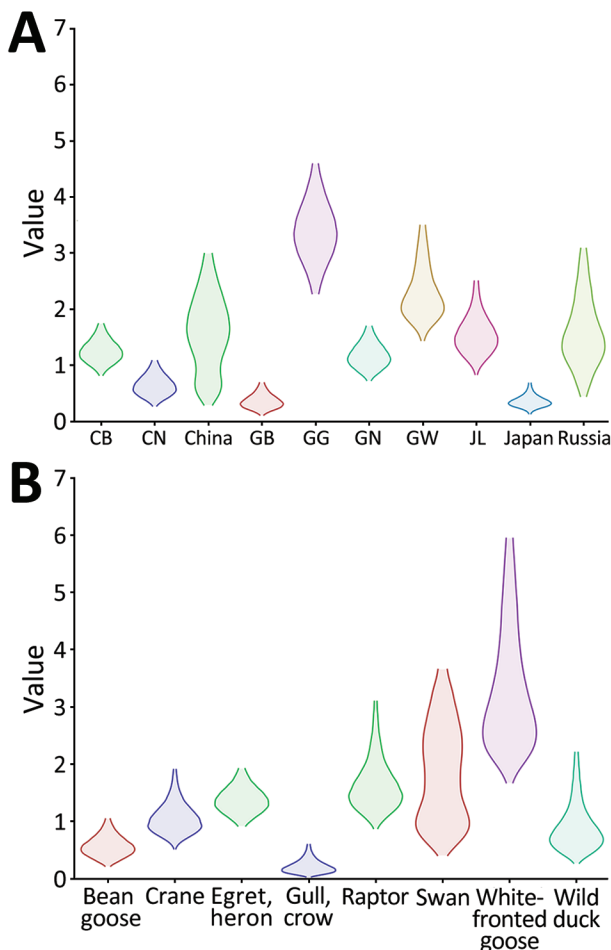 A
7
6
5
4
3
2
1
0
Value
CB CN China GB GG GN GW JL Japan Russia
B
7
6
5
4
3
2
1
0
Value
Bean Crane Egret, Gull, Raptor Swan White- Wild
goose heron crow fronted duck
goose